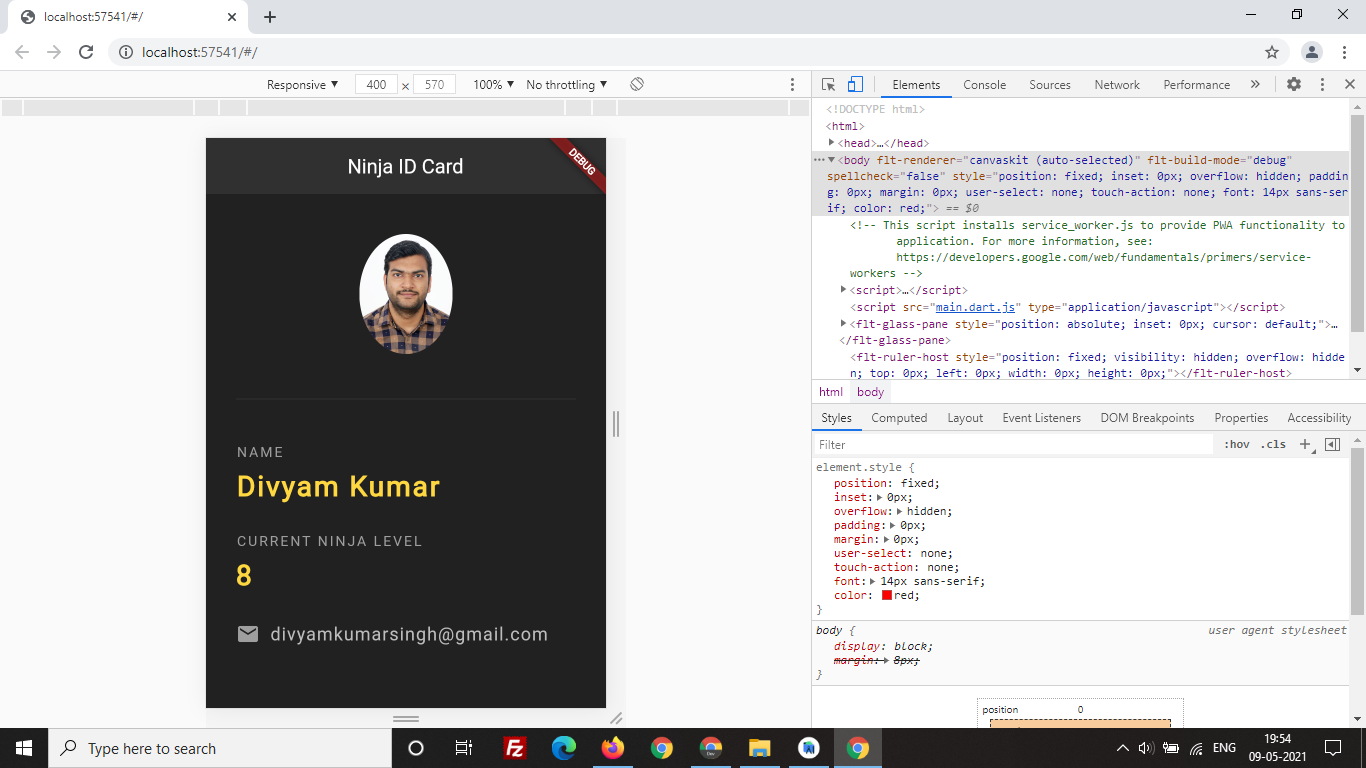 localhost:57541/#/
localhost:57541/#/
Responsive 400 × 570 100% No throttling
Ninja ID Card
DEBUG
NAME
Divyam Kumar
CURRENT NINJA LEVEL
8
divyamkumarsingh@gmail.com
Elements Console Sources Network Performance »
<!DOCTYPE html>
<html>
<head>…</head>
<body flt-renderer="canvaskit (auto-selected)" flt-build-mode="debug"
spellcheck="false" style="position: fixed; inset: 0px; overflow: hidden; paddin
g: 0px; margin: 0px; user-select: none; touch-action: none; font: 14px sans-ser
if; color: red;"> == $0
<!-- This script installs service_worker.js to provide PWA functionality to
application. For more information, see:
https://developers.google.com/web/fundamentals/primers/service-
workers -->
<script>…</script>
<script src="main.dart.js" type="application/javascript"></script>
<flt-glass-pane style="position: absolute; inset: 0px; cursor: default;">…
</flt-glass-pane>
<flt-ruler-host style="position: fixed; visibility: hidden; overflow: hidde
n; top: 0px; left: 0px; width: 0px; height: 0px;"></flt-ruler-host>
html body
Styles Computed Layout Event Listeners DOM Breakpoints Properties Accessibility
Filter :hov .cls +
element.style {
position: fixed;
inset: 0px;
overflow: hidden;
padding: 0px;
margin: 0px;
user-select: none;
touch-action: none;
font: 14px sans-serif;
color: red;
}
body { user agent stylesheet
display: block;
margin: 8px;
}
position 0
Type here to search
Fz
Dev
ENG
19:54
09-05-2021